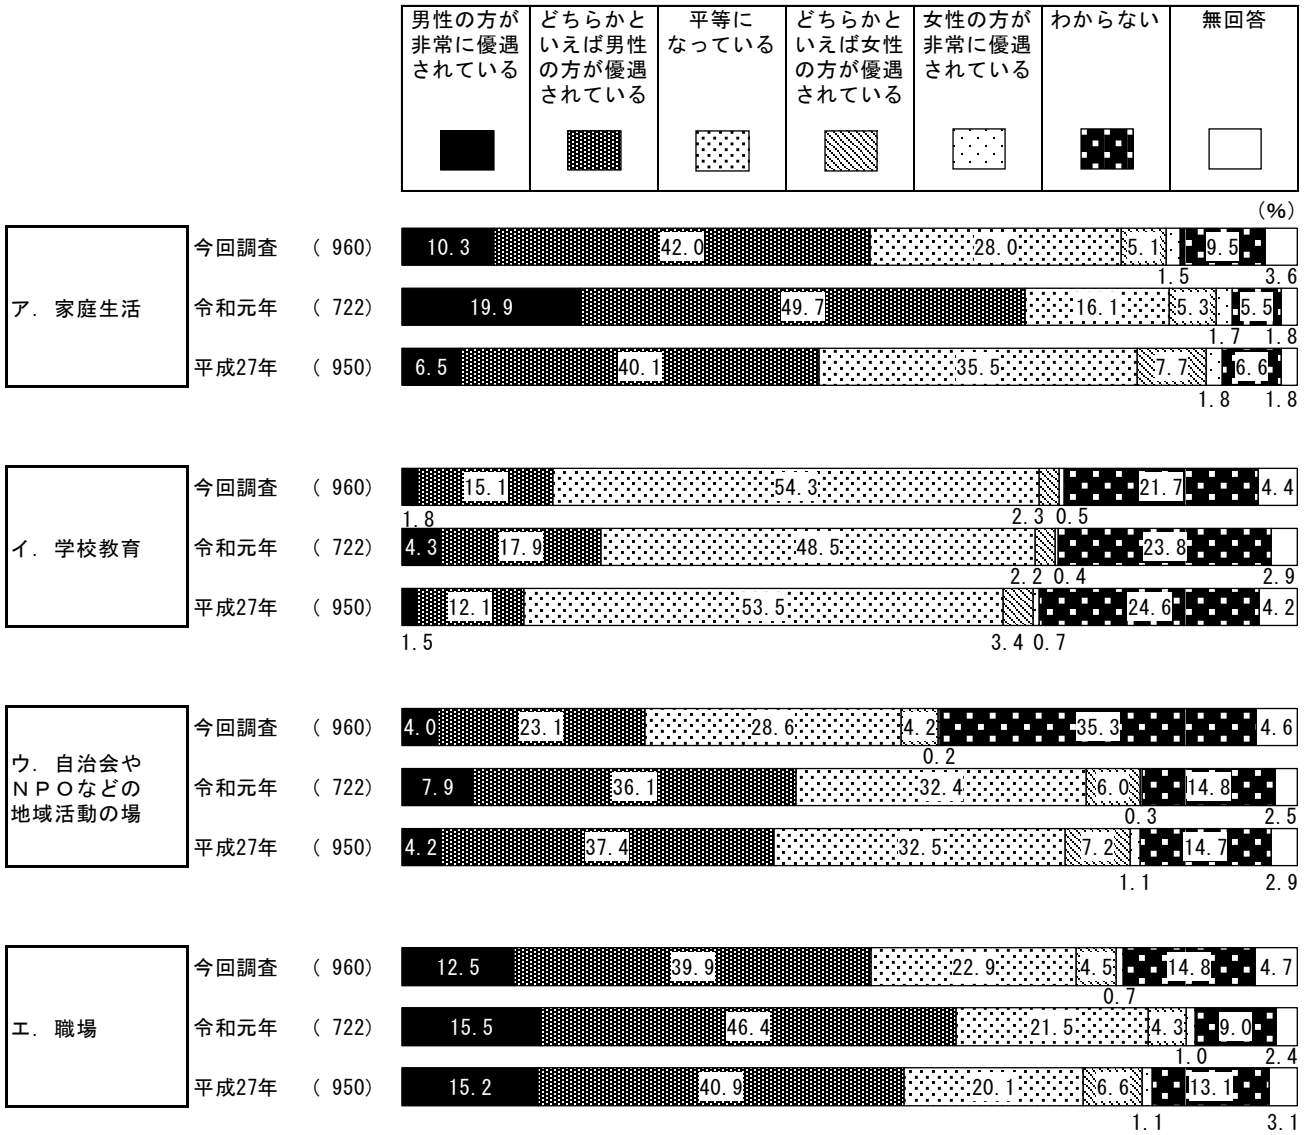 男性の方が
非常に優遇
されている
どちらかと
いえば男性
の方が優遇
されている
平等に
なっている
どちらかと
いえば女性
の方が優遇
されている
女性の方が
非常に優遇
されている
わからない
無回答
(%)
ア. 家庭生活
今回調査 ( 960) 10.3 42.0 28.0 5.1 9.5
1.5 3.6
令和元年 ( 722) 19.9 49.7 16.1 5.3 5.5
1.7 1.8
平成27年 ( 950) 6.5 40.1 35.5 7.7 6.6
1.8 1.8
イ. 学校教育
今回調査 ( 960) 15.1 54.3 21.7 4.4
1.8 2.3 0.5
令和元年 ( 722) 4.3 17.9 48.5 23.8
2.2 0.4 2.9
平成27年 ( 950) 12.1 53.5 24.6 4.2
1.5 3.4 0.7
ウ. 自治会や
ＮＰＯなどの
地域活動の場
今回調査 ( 960) 4.0 23.1 28.6 4.2 35.3 4.6
0.2
令和元年 ( 722) 7.9 36.1 32.4 6.0 14.8
0.3 2.5
平成27年 ( 950) 4.2 37.4 32.5 7.2 14.7
1.1 2.9
エ. 職場
今回調査 ( 960) 12.5 39.9 22.9 4.5 14.8 4.7
0.7
令和元年 ( 722) 15.5 46.4 21.5 4.3 9.0
1.0 2.4
平成27年 ( 950) 15.2 40.9 20.1 6.6 13.1
1.1 3.1